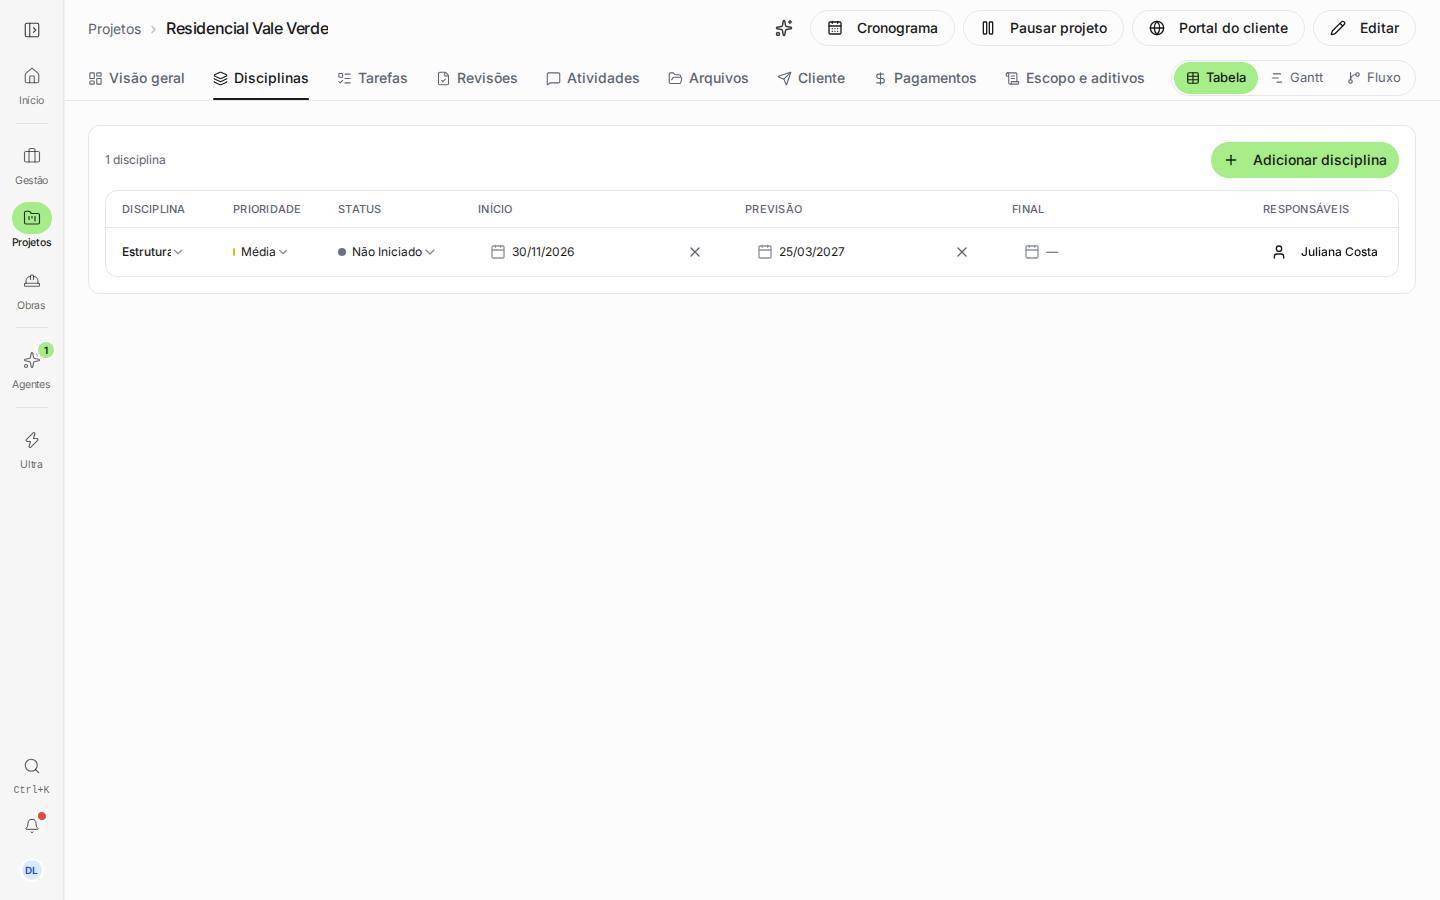 Projetos > Residencial Vale Verde
Cronograma
Pausar projeto
Portal do cliente
Editar
Visão geral
Disciplinas
Tarefas
Revisões
Atividades
Arquivos
Cliente
Pagamentos
Escopo e aditivos
Tabela
Gantt
Fluxo
Início
Gestão
Projetos
Obras
1
Agentes
Ultra
Ctrl+K
DL
1 disciplina
Adicionar disciplina
DISCIPLINA PRIORIDADE STATUS INÍCIO PREVISÃO FINAL RESPONSÁVEIS
Estrutura Média Não Iniciado 30/11/2026 25/03/2027 — Juliana Costa